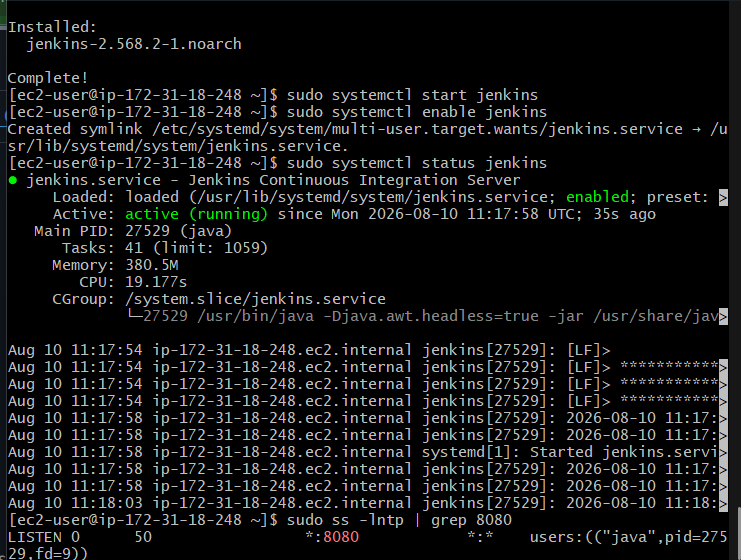 Installed:
  jenkins-2.568.2-1.noarch

Complete!
[ec2-user@ip-172-31-18-248 ~]$ sudo systemctl start jenkins
[ec2-user@ip-172-31-18-248 ~]$ sudo systemctl enable jenkins
Created symlink /etc/systemd/system/multi-user.target.wants/jenkins.service → /u
sr/lib/systemd/system/jenkins.service.
[ec2-user@ip-172-31-18-248 ~]$ sudo systemctl status jenkins
● jenkins.service - Jenkins Continuous Integration Server
     Loaded: loaded (/usr/lib/systemd/system/jenkins.service; enabled; preset: >
     Active: active (running) since Mon 2026-08-10 11:17:58 UTC; 35s ago
   Main PID: 27529 (java)
      Tasks: 41 (limit: 1059)
     Memory: 380.5M
        CPU: 19.177s
     CGroup: /system.slice/jenkins.service
             └─27529 /usr/bin/java -Djava.awt.headless=true -jar /usr/share/jav>

Aug 10 11:17:54 ip-172-31-18-248.ec2.internal jenkins[27529]: [LF]>
Aug 10 11:17:54 ip-172-31-18-248.ec2.internal jenkins[27529]: [LF]> ***********>
Aug 10 11:17:54 ip-172-31-18-248.ec2.internal jenkins[27529]: [LF]> ***********>
Aug 10 11:17:54 ip-172-31-18-248.ec2.internal jenkins[27529]: [LF]> ***********>
Aug 10 11:17:58 ip-172-31-18-248.ec2.internal jenkins[27529]: 2026-08-10 11:17:>
Aug 10 11:17:58 ip-172-31-18-248.ec2.internal jenkins[27529]: 2026-08-10 11:17:>
Aug 10 11:17:58 ip-172-31-18-248.ec2.internal systemd[1]: Started jenkins.servi>
Aug 10 11:17:58 ip-172-31-18-248.ec2.internal jenkins[27529]: 2026-08-10 11:17:>
Aug 10 11:17:58 ip-172-31-18-248.ec2.internal jenkins[27529]: 2026-08-10 11:17:>
Aug 10 11:18:03 ip-172-31-18-248.ec2.internal jenkins[27529]: 2026-08-10 11:18:>
[ec2-user@ip-172-31-18-248 ~]$ sudo ss -lntp | grep 8080
LISTEN 0      50                 *:8080            *:*    users:(("java",pid=275
29,fd=9))